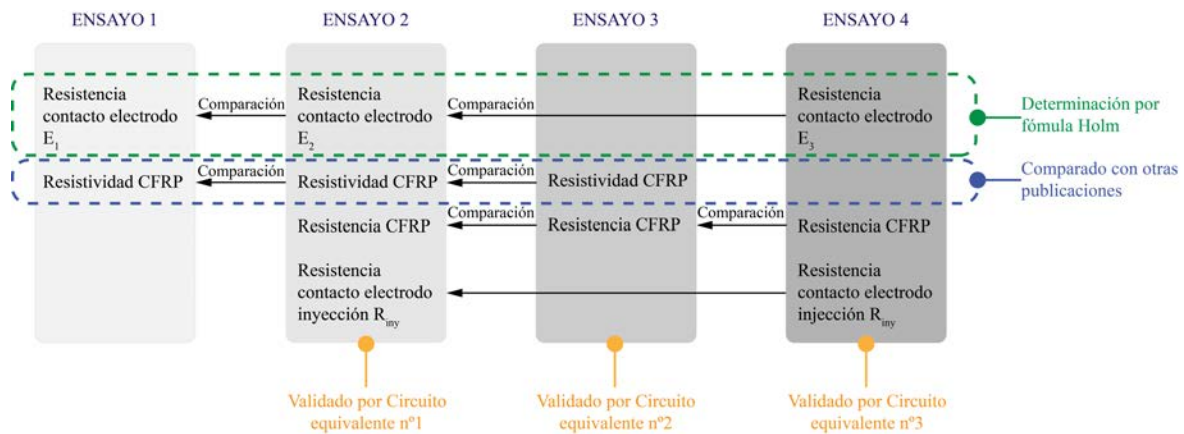 ENSAYO 1
ENSAYO 2
ENSAYO 3
ENSAYO 4
Resistencia
contacto electrodo
E1
Comparación
Resistencia
contacto electrodo
E2
Comparación
Resistencia
contacto electrodo
E3
Determinación por
fómula Holm
Resistividad CFRP
Comparación
Resistividad CFRP
Comparación
Resistividad CFRP
Comparado con otras
publicaciones
Resistencia CFRP
Comparación
Resistencia CFRP
Comparación
Resistencia CFRP
Resistencia
contacto electrodo
inyección Riny
Resistencia
contacto electrodo
injección Riny
Validado por Circuito
equivalente nº1
Validado por Circuito
equivalente nº2
Validado por Circuito
equivalente nº3